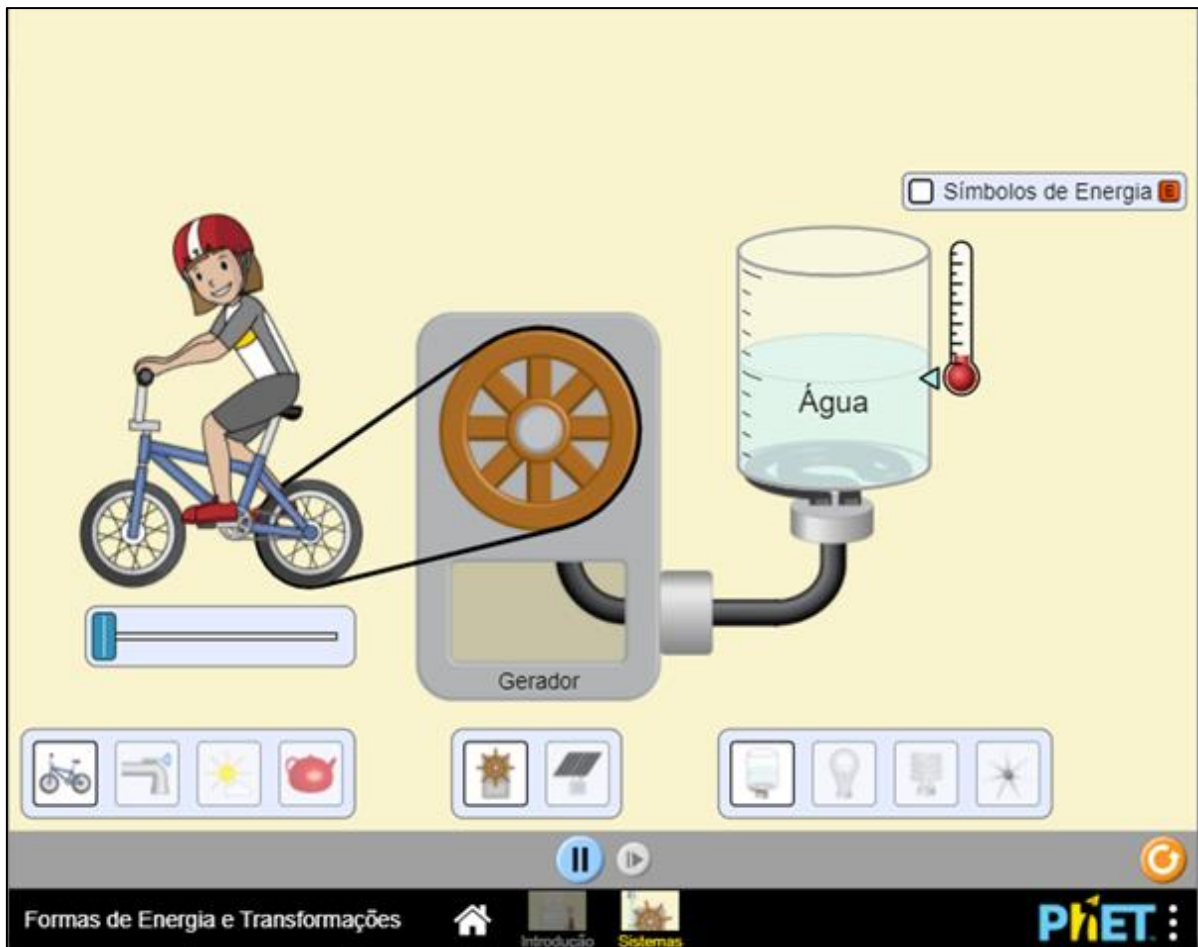 Símbolos de Energia E
Água
Gerador
Formas de Energia e Transformações
Introdução
Sistemas
PhET